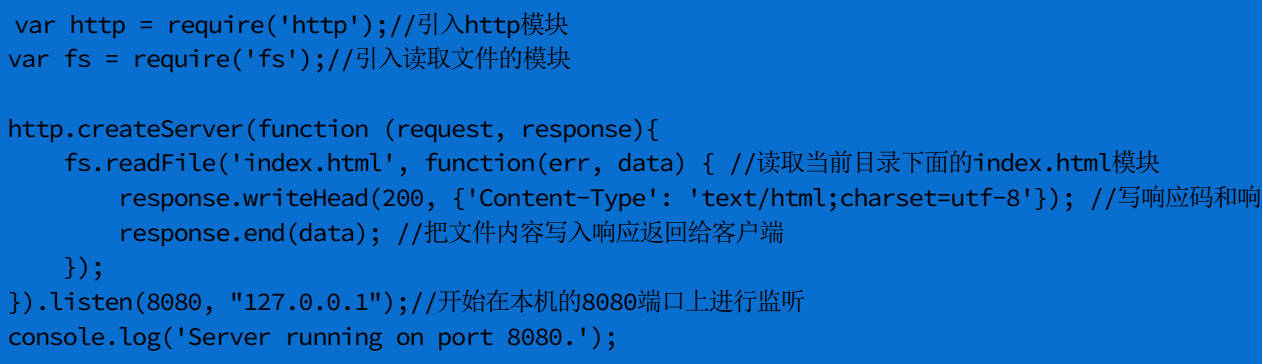 var http = require('http');//引入http模块
var fs = require('fs');//引入读取文件的模块
http.createServer(function (request, response){
fs.readFile('index.html', function(err, data) { //读取当前目录下面的index.html模块
response.writeHead(200, {'Content-Type': 'text/html;charset=utf-8'}); //写响应码和响
response.end(data); //把文件内容写入响应返回给客户端
});
}).listen(8080, "127.0.0.1");//开始在本机的8080端口上进行监听
console.log('Server running on port 8080.');